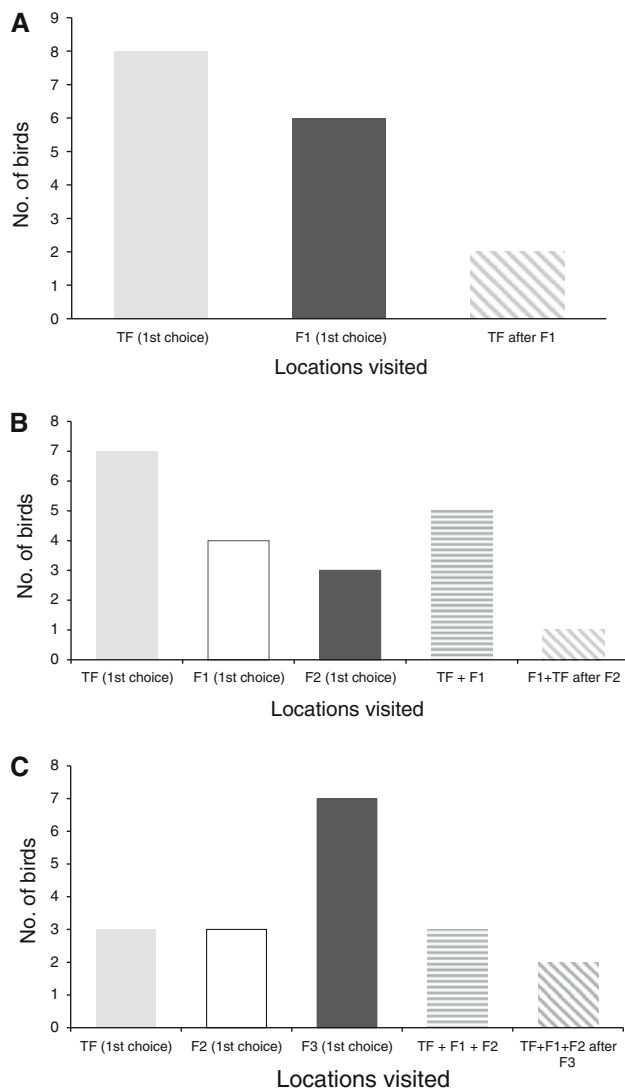 A
No. of birds
9
8
7
6
5
4
3
2
1
0
TF (1st choice)
F1 (1st choice)
TF after F1
Locations visited
B
No. of birds
8
7
6
5
4
3
2
1
0
TF (1st choice)
F1 (1st choice)
F2 (1st choice)
TF + F1
F1+TF after F2
Locations visited
C
No. of birds
8
7
6
5
4
3
2
1
0
TF (1st choice)
F2 (1st choice)
F3 (1st choice)
TF + F1 + F2
TF+F1+F2 after
F3
Locations visited